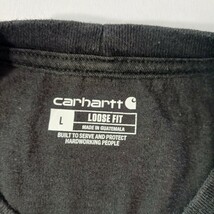 carhartt
L LOOSE FIT
MADE IN GUATEMALA
BUILT TO SERVE AND PROTECT
HARDWORKING PEOPLE